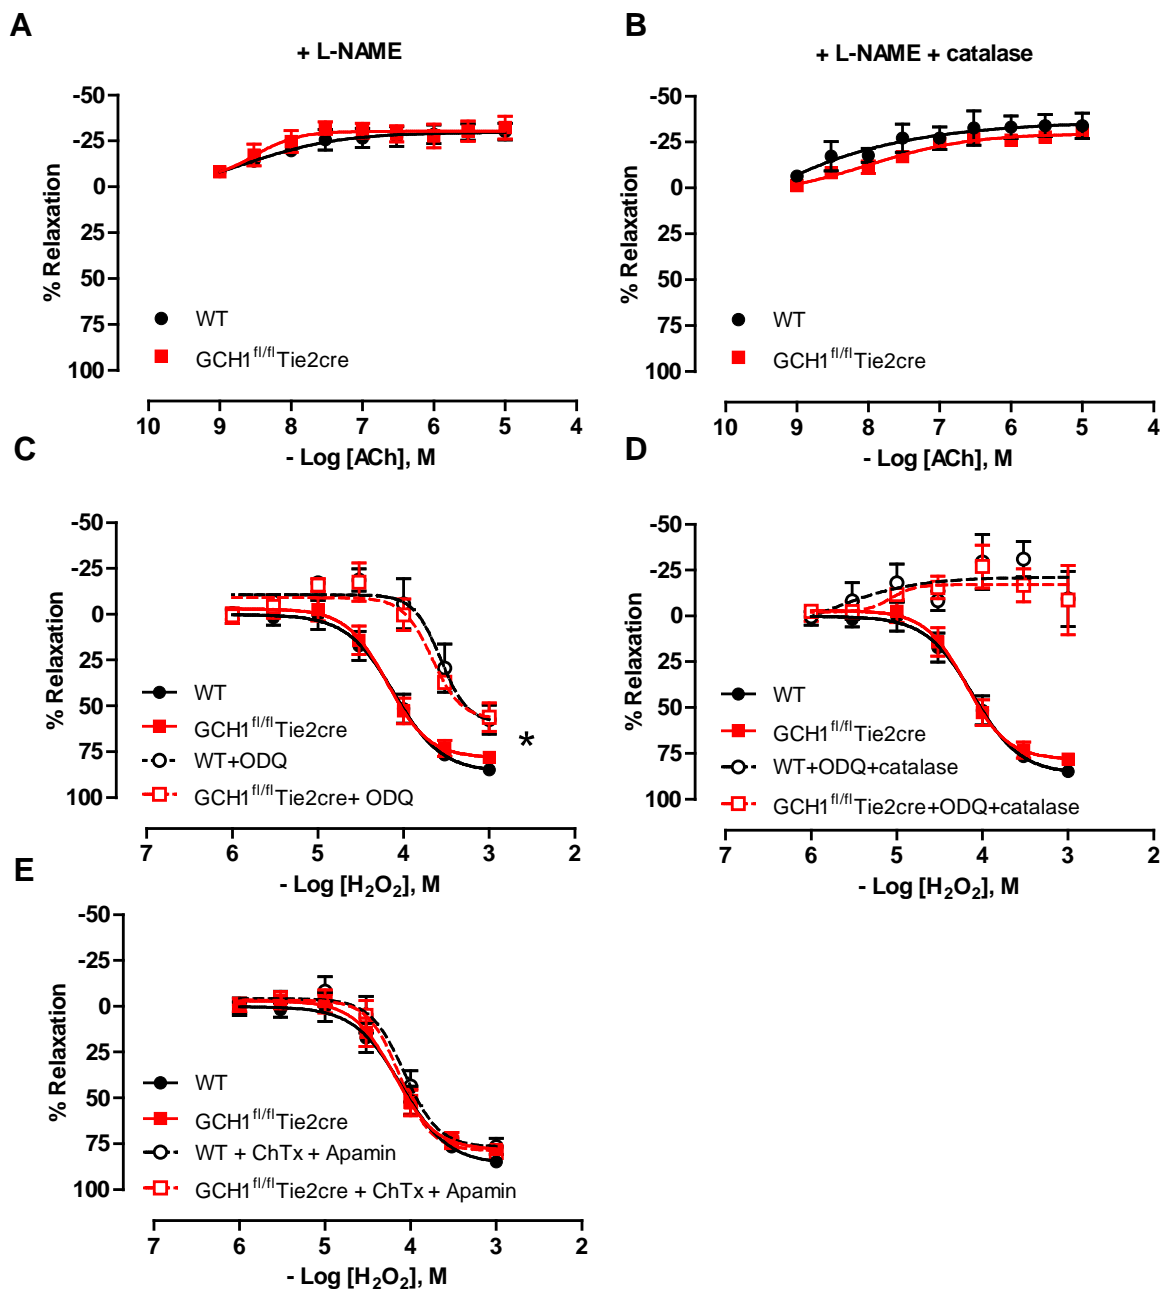 A
+ L-NAME
% Relaxation
-50
-25
0
25
50
75
100
WT
GCH1fl/flTie2cre
10 9 8 7 6 5 4
- Log [ACh], M
B
+ L-NAME + catalase
% Relaxation
-50
-25
0
25
50
75
100
WT
GCH1fl/flTie2cre
10 9 8 7 6 5 4
- Log [ACh], M
C
% Relaxation
-50
-25
0
25
50
75
100
WT
GCH1fl/flTie2cre
WT+ODQ
GCH1fl/flTie2cre+ ODQ
*
7 6 5 4 3 2
- Log [H₂O₂], M
D
% Relaxation
-50
-25
0
25
50
75
100
WT
GCH1fl/flTie2cre
WT+ODQ+catalase
GCH1fl/flTie2cre+ODQ+catalase
7 6 5 4 3 2
- Log [H₂O₂], M
E
% Relaxation
-50
-25
0
25
50
75
100
WT
GCH1fl/flTie2cre
WT + ChTx + Apamin
GCH1fl/flTie2cre + ChTx + Apamin
7 6 5 4 3 2
- Log [H₂O₂], M